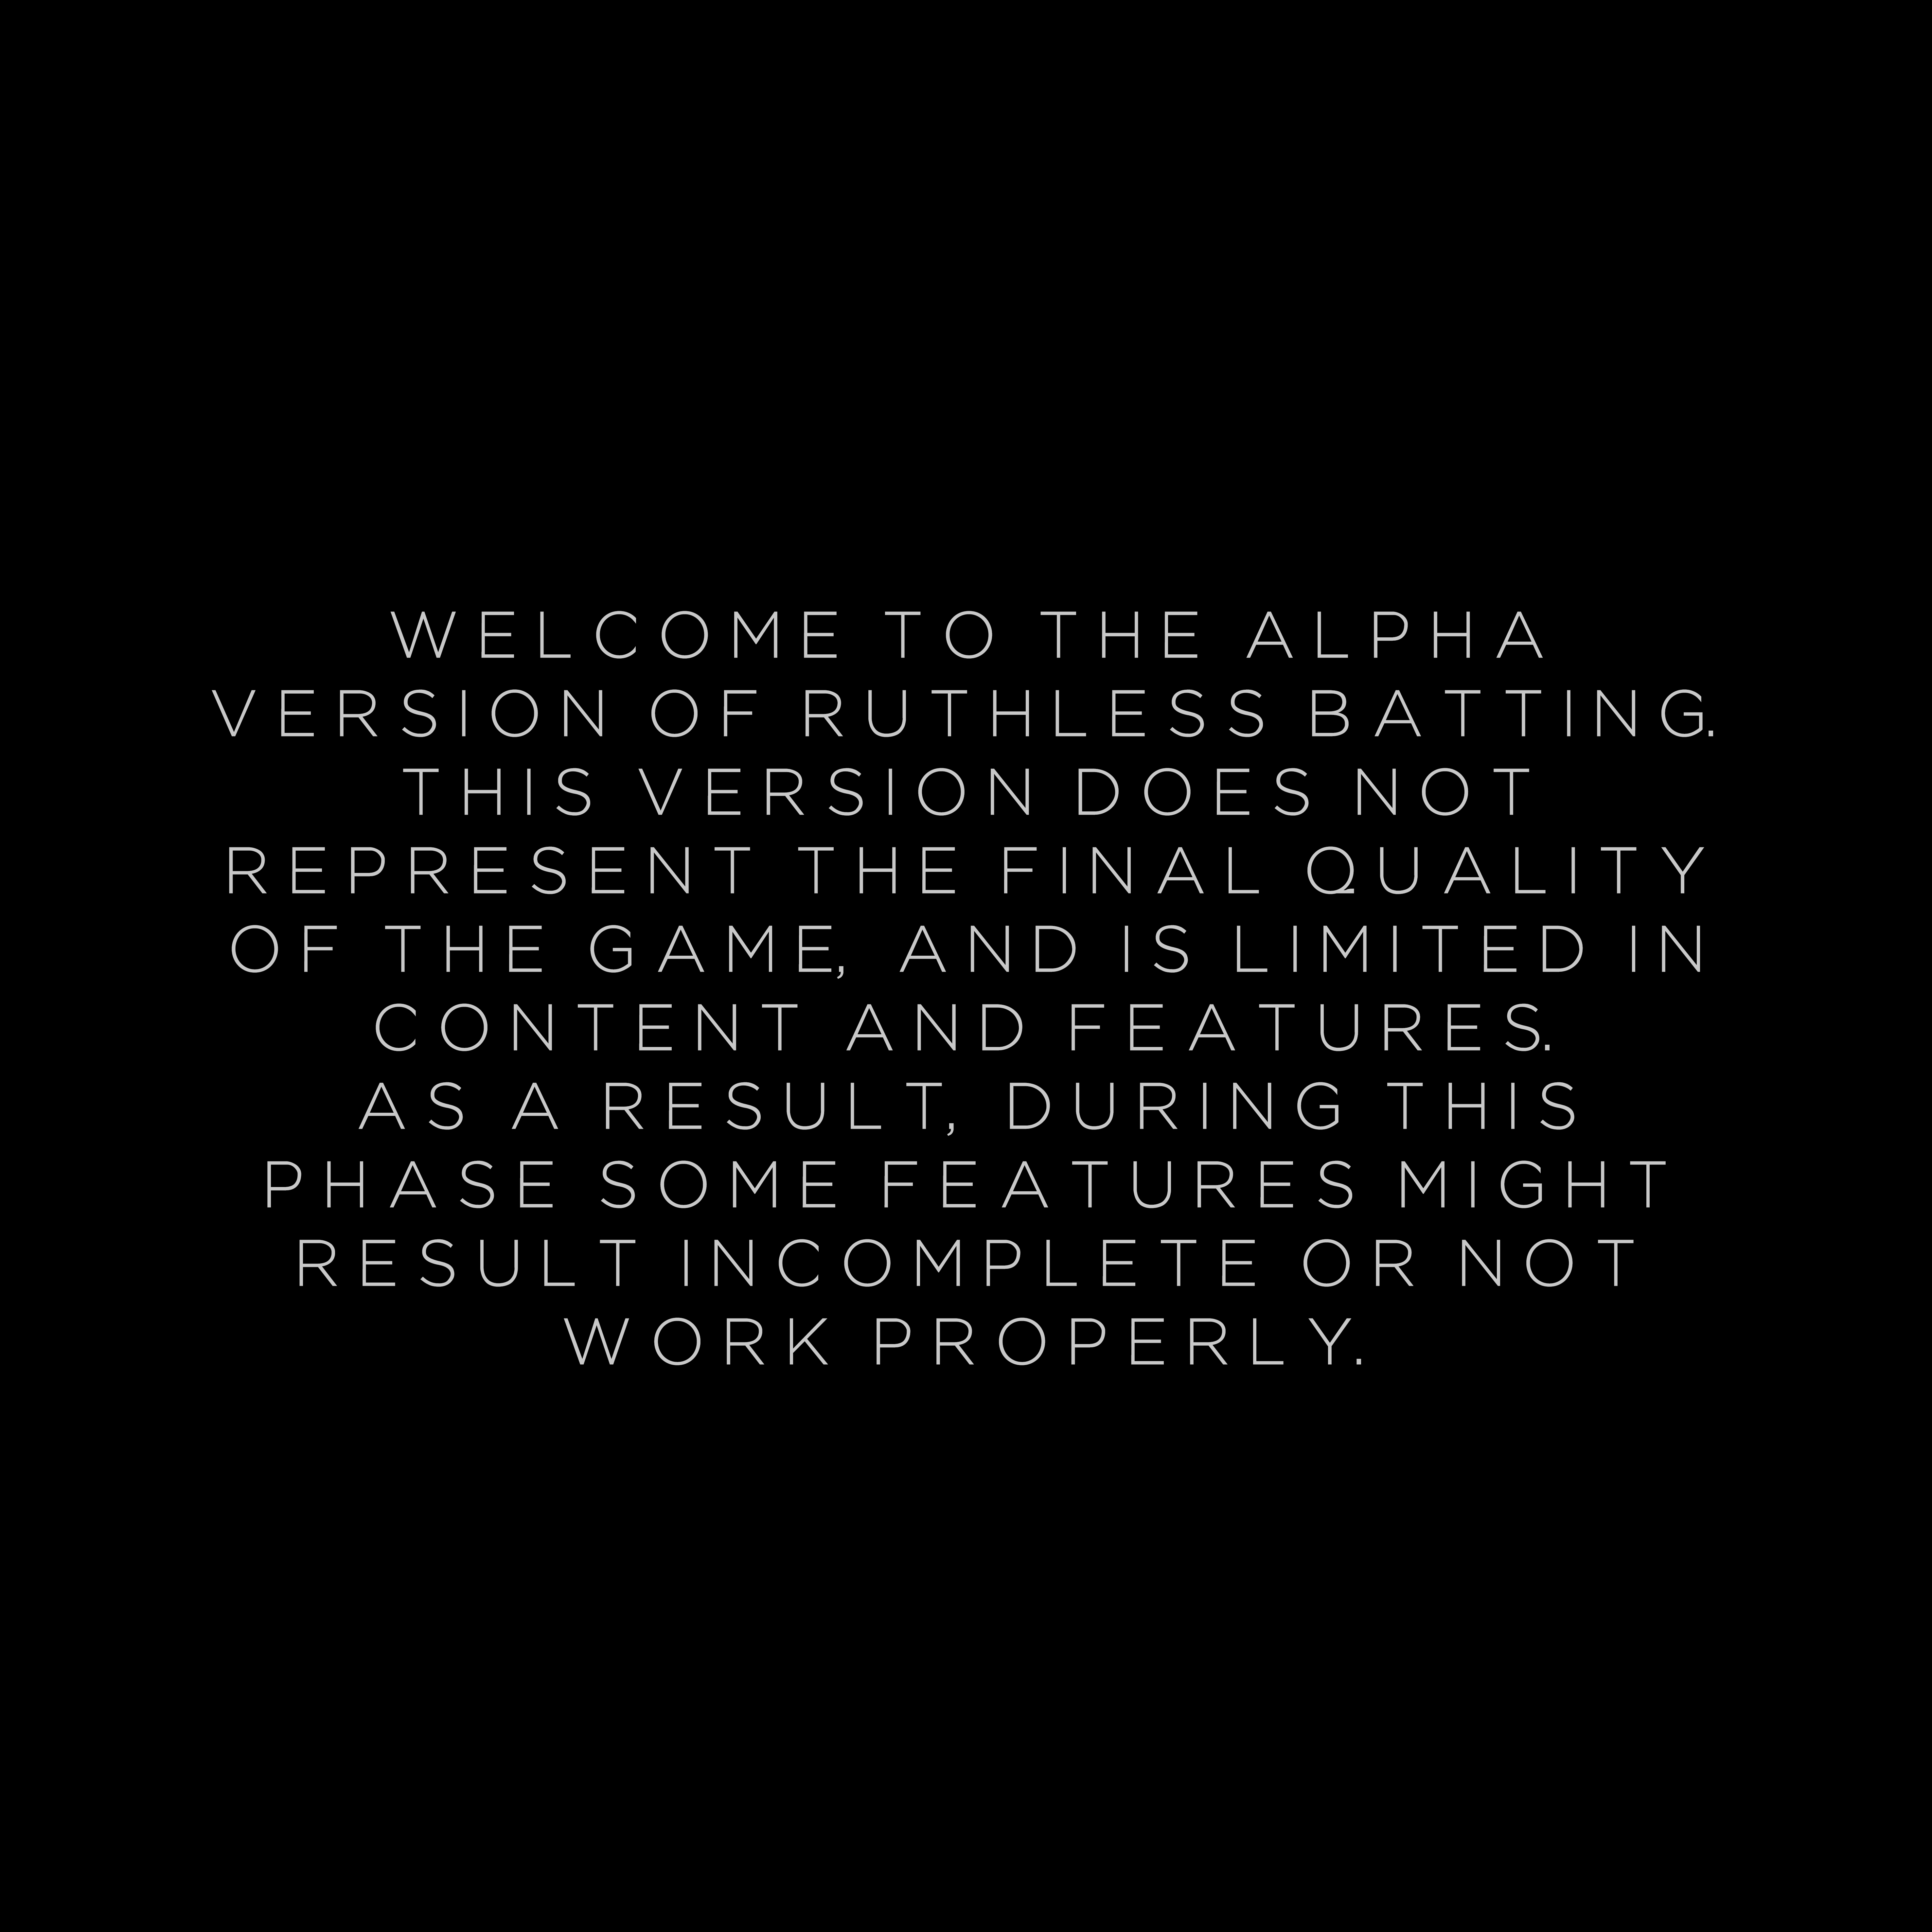 WELCOME TO THE ALPHA
VERSION OF RUTHLESS BATTING.
THIS VERSION DOES NOT
REPRESENT THE FINAL QUALITY
OF THE GAME, AND IS LIMITED IN
CONTENT AND FEATURES.
AS A RESULT, DURING THIS
PHASE SOME FEATURES MIGHT
RESULT INCOMPLETE OR NOT
WORK PROPERLY.